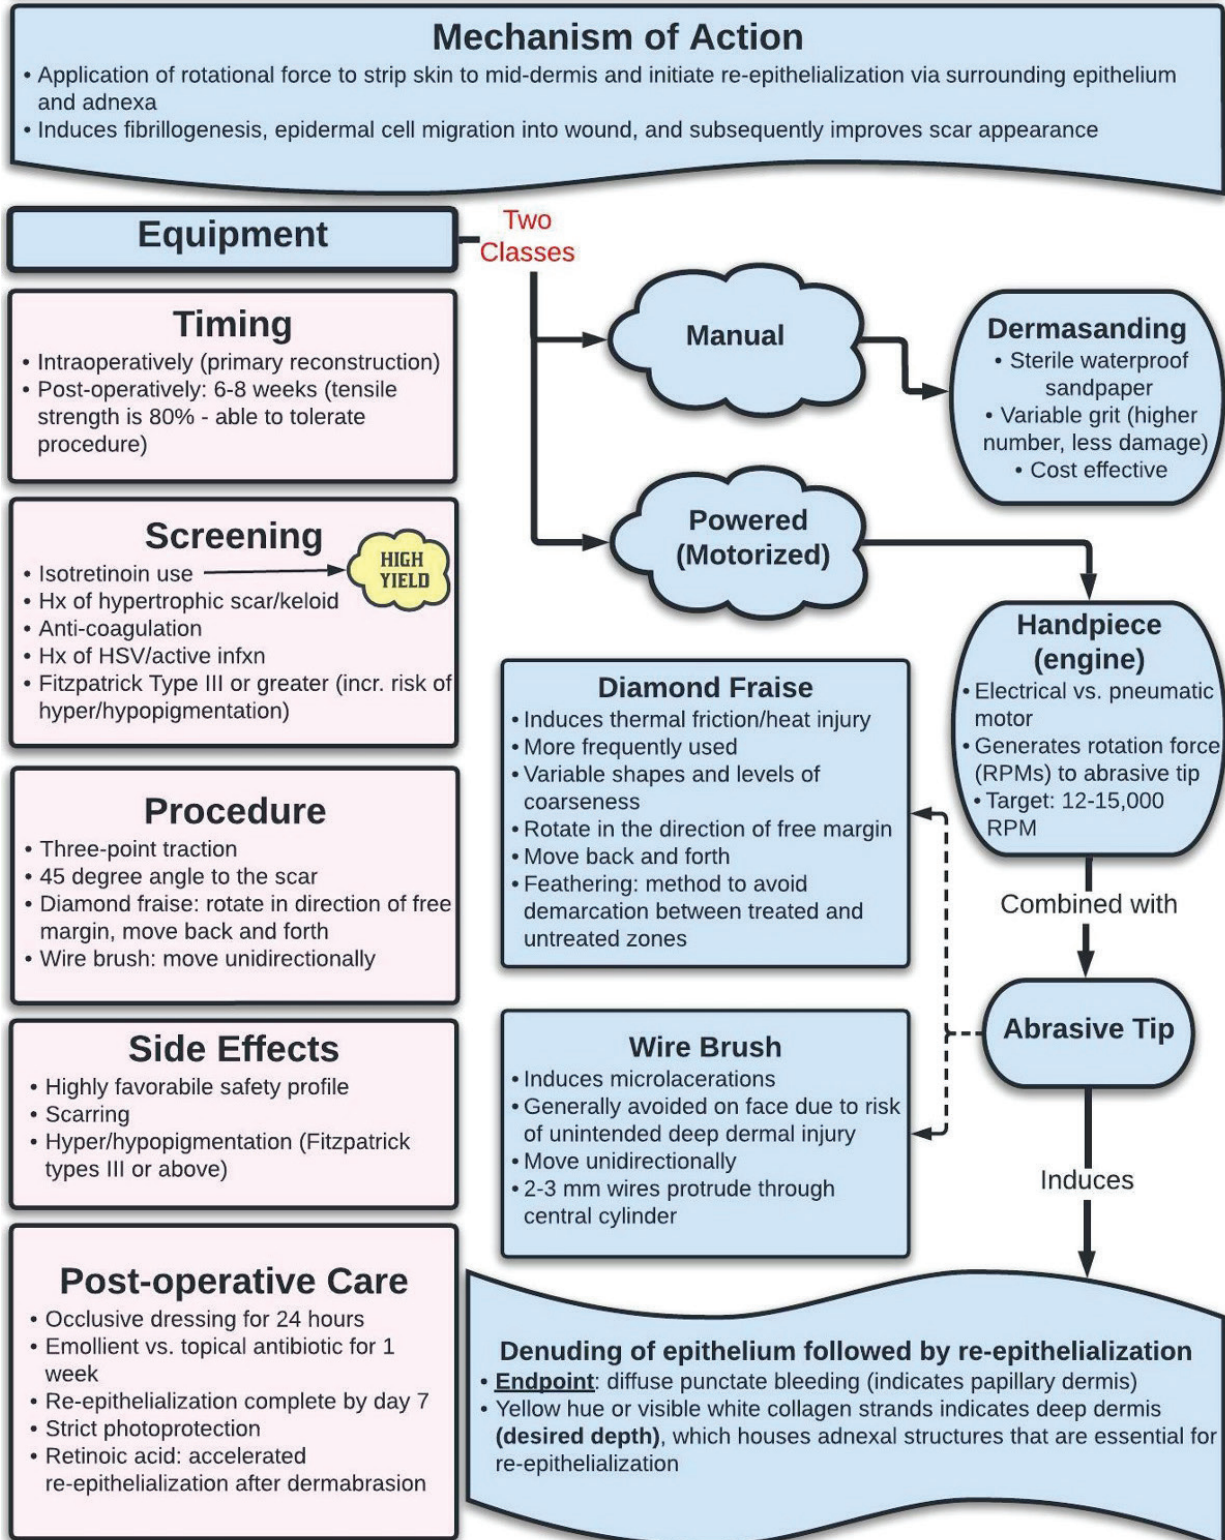 Mechanism of Action
• Application of rotational force to strip skin to mid-dermis and initiate re-epithelialization via surrounding epithelium
and adnexa
• Induces fibrillogenesis, epidermal cell migration into wound, and subsequently improves scar appearance
Equipment
Two
Classes
Timing
• Intraoperatively (primary reconstruction)
• Post-operatively: 6-8 weeks (tensile
strength is 80% - able to tolerate
procedure)
Screening
• Isotretinoin use
HIGH
YIELD
• Hx of hypertrophic scar/keloid
• Anti-coagulation
• Hx of HSV/active infxn
• Fitzpatrick Type III or greater (incr. risk of
hyper/hypopigmentation)
Procedure
• Three-point traction
• 45 degree angle to the scar
• Diamond fraise: rotate in direction of free
margin, move back and forth
• Wire brush: move unidirectionally
Side Effects
• Highly favorabile safety profile
• Scarring
• Hyper/hypopigmentation (Fitzpatrick
types III or above)
Post-operative Care
• Occlusive dressing for 24 hours
• Emollient vs. topical antibiotic for 1
week
• Re-epithelialization complete by day 7
• Strict photoprotection
• Retinoic acid: accelerated
re-epithelialization after dermabrasion
Manual
Dermasanding
• Sterile waterproof
sandpaper
• Variable grit (higher
number, less damage)
• Cost effective
Powered
(Motorized)
Handpiece
(engine)
• Electrical vs. pneumatic
motor
• Generates rotation force
(RPMs) to abrasive tip
• Target: 12-15,000
RPM
Combined with
Abrasive Tip
Diamond Fraise
• Induces thermal friction/heat injury
• More frequently used
• Variable shapes and levels of
coarseness
• Rotate in the direction of free margin
• Move back and forth
• Feathering: method to avoid
demarcation between treated and
untreated zones
Wire Brush
• Induces microlacerations
• Generally avoided on face due to risk
of unintended deep dermal injury
• Move unidirectionally
• 2-3 mm wires protrude through
central cylinder
Induces
Denuding of epithelium followed by re-epithelialization
• Endpoint: diffuse punctate bleeding (indicates papillary dermis)
• Yellow hue or visible white collagen strands indicates deep dermis
(desired depth), which houses adnexal structures that are essential for
re-epithelialization